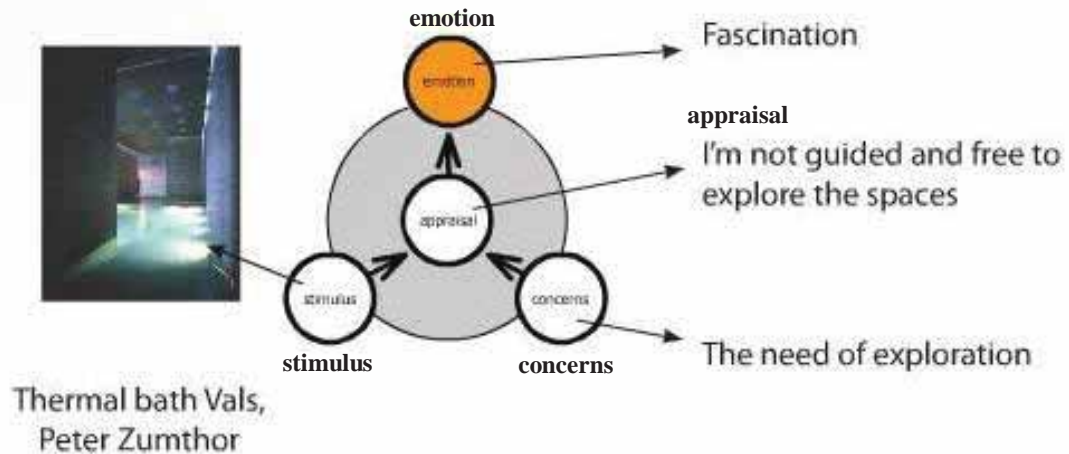 emotion
emotion
Fascination
appraisal
I'm not guided and free to
explore the spaces
appraisal
stimulus
concerns
stimulus
concerns
The need of exploration
Thermal bath Vals,
Peter Zumthor